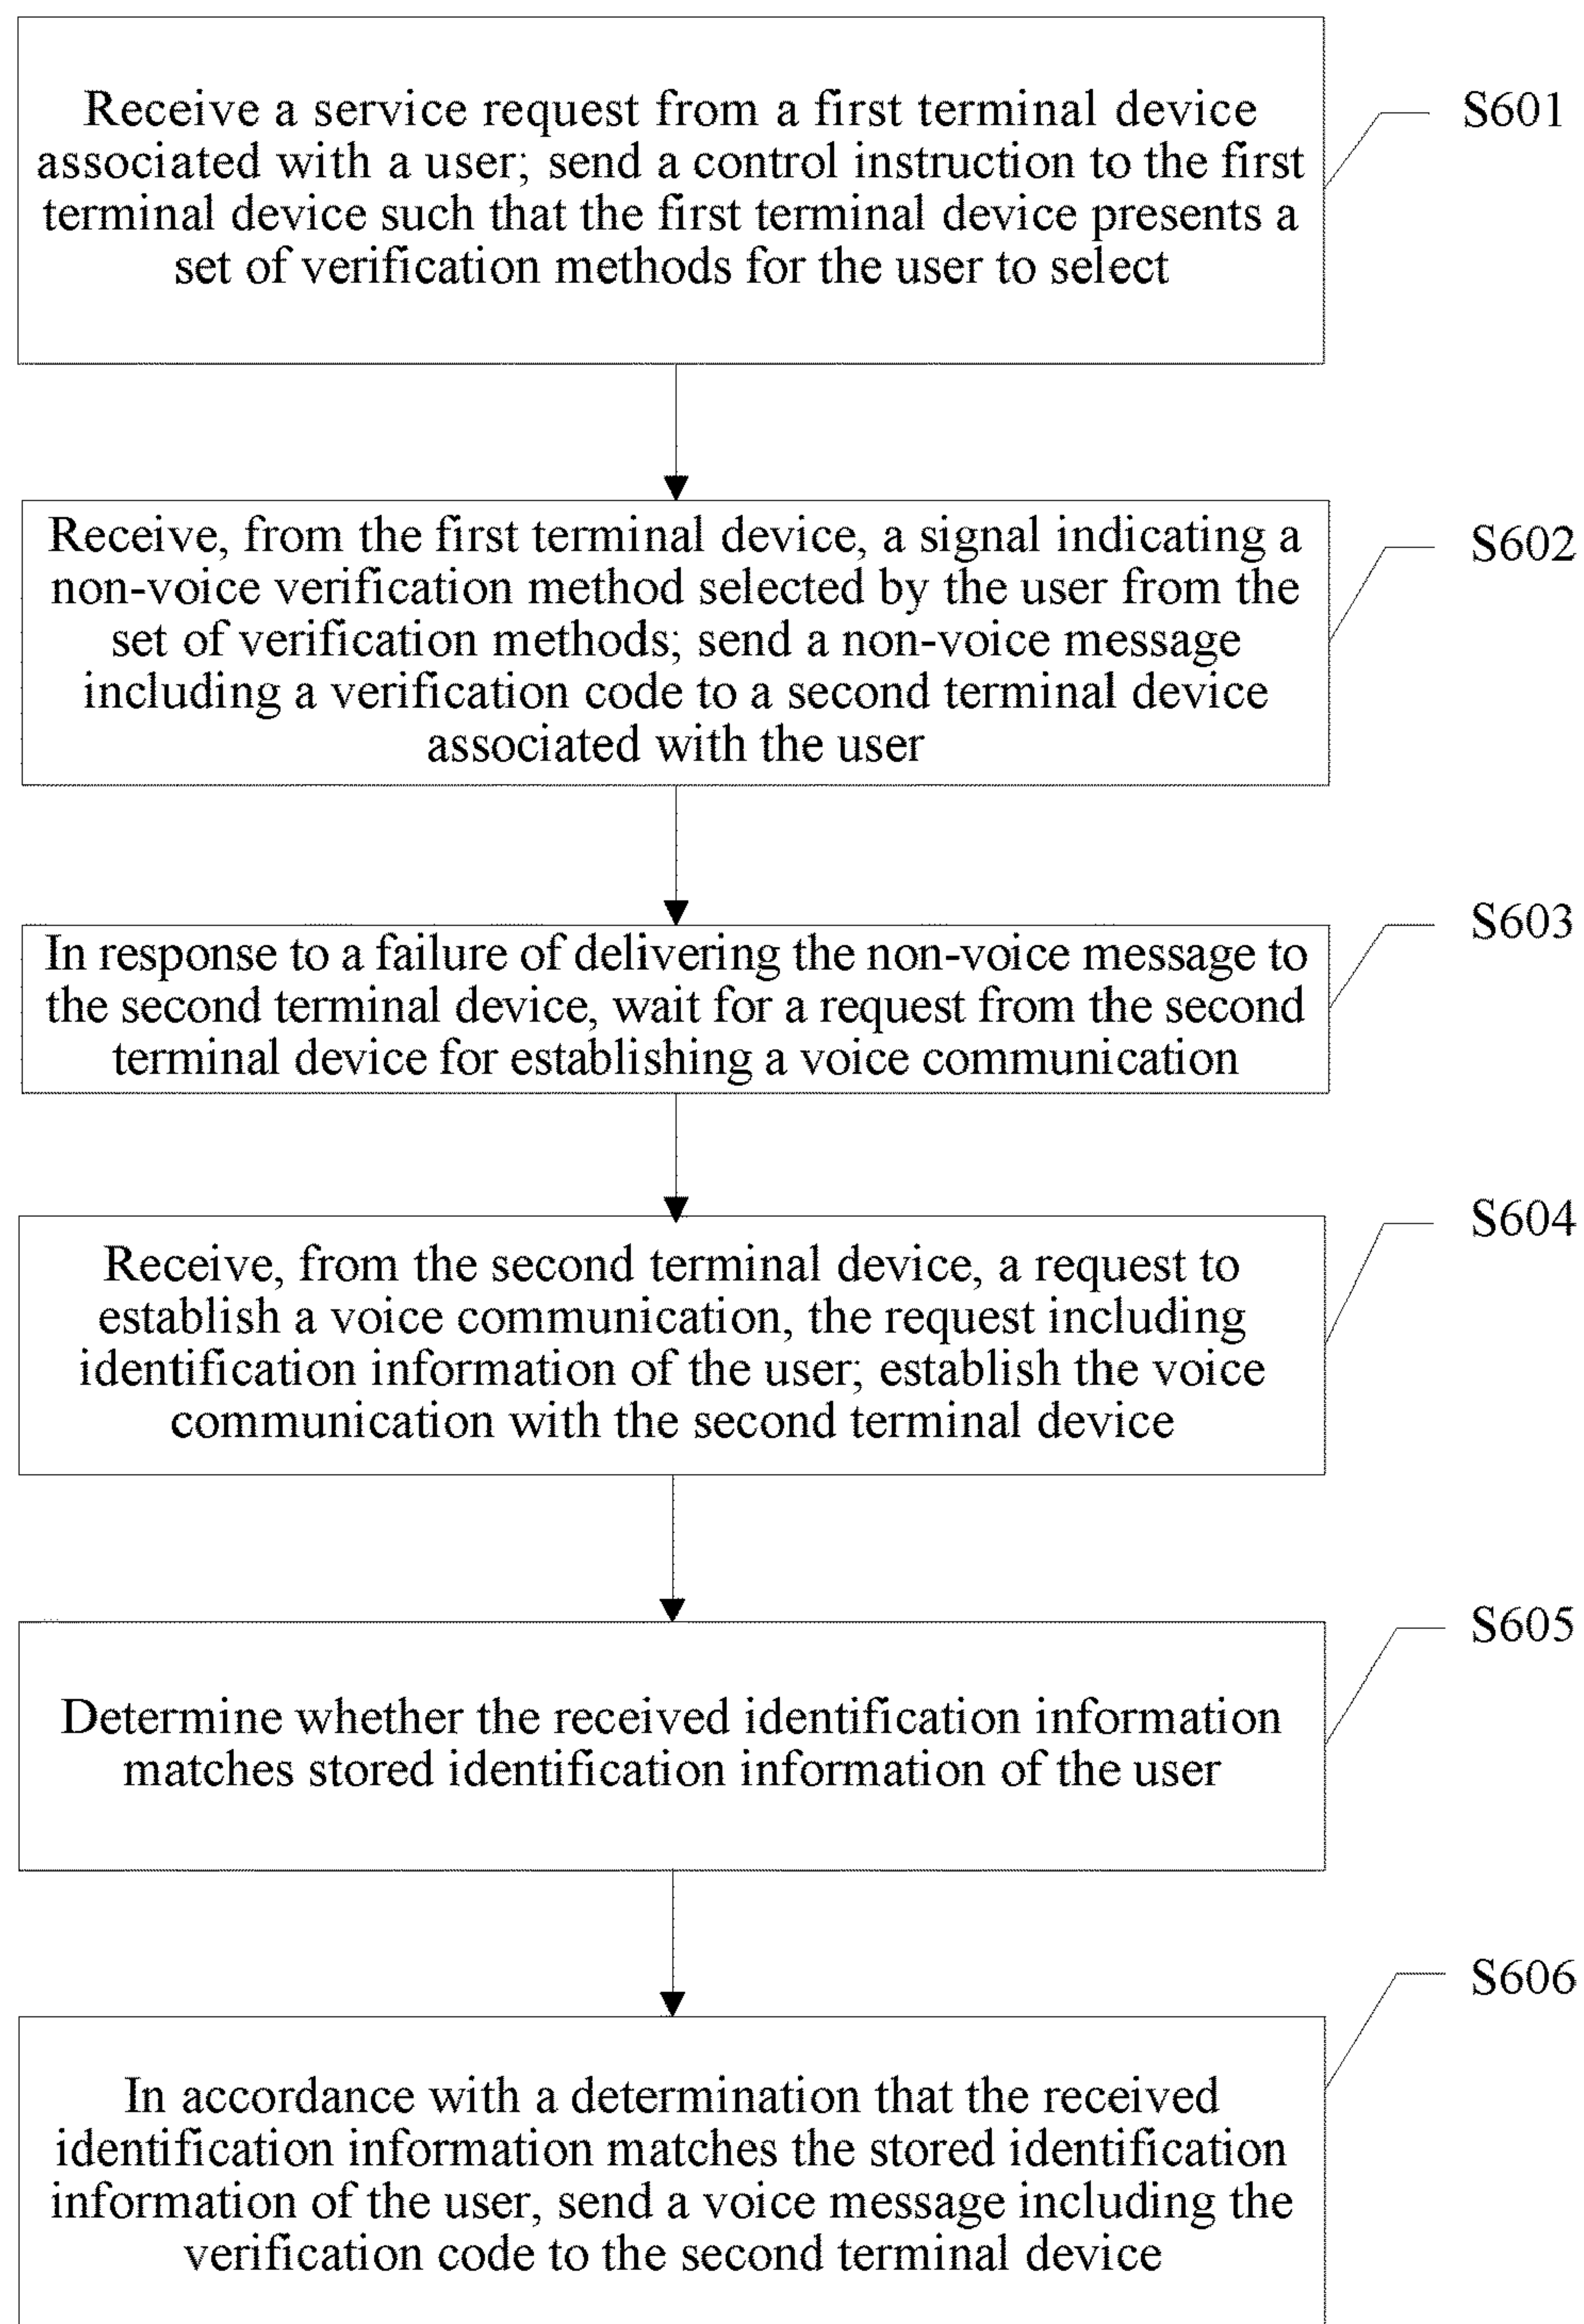 Receive a service request from a first terminal device
associated with a user; send a control instruction to the first
terminal device such that the first terminal device presents a
set of verification methods for the user to select
S601
Receive, from the first terminal device, a signal indicating a
non-voice verification method selected by the user from the
set of verification methods; send a non-voice message
including a verification code to a second terminal device
associated with the user
S602
In response to a failure of delivering the non-voice message to
the second terminal device, wait for a request from the second
terminal device for establishing a voice communication
S603
Receive, from the second terminal device, a request to
establish a voice communication, the request including
identification information of the user; establish the voice
communication with the second terminal device
S604
Determine whether the received identification information
matches stored identification information of the user
S605
In accordance with a determination that the received
identification information matches the stored identification
information of the user, send a voice message including the
verification code to the second terminal device
S606